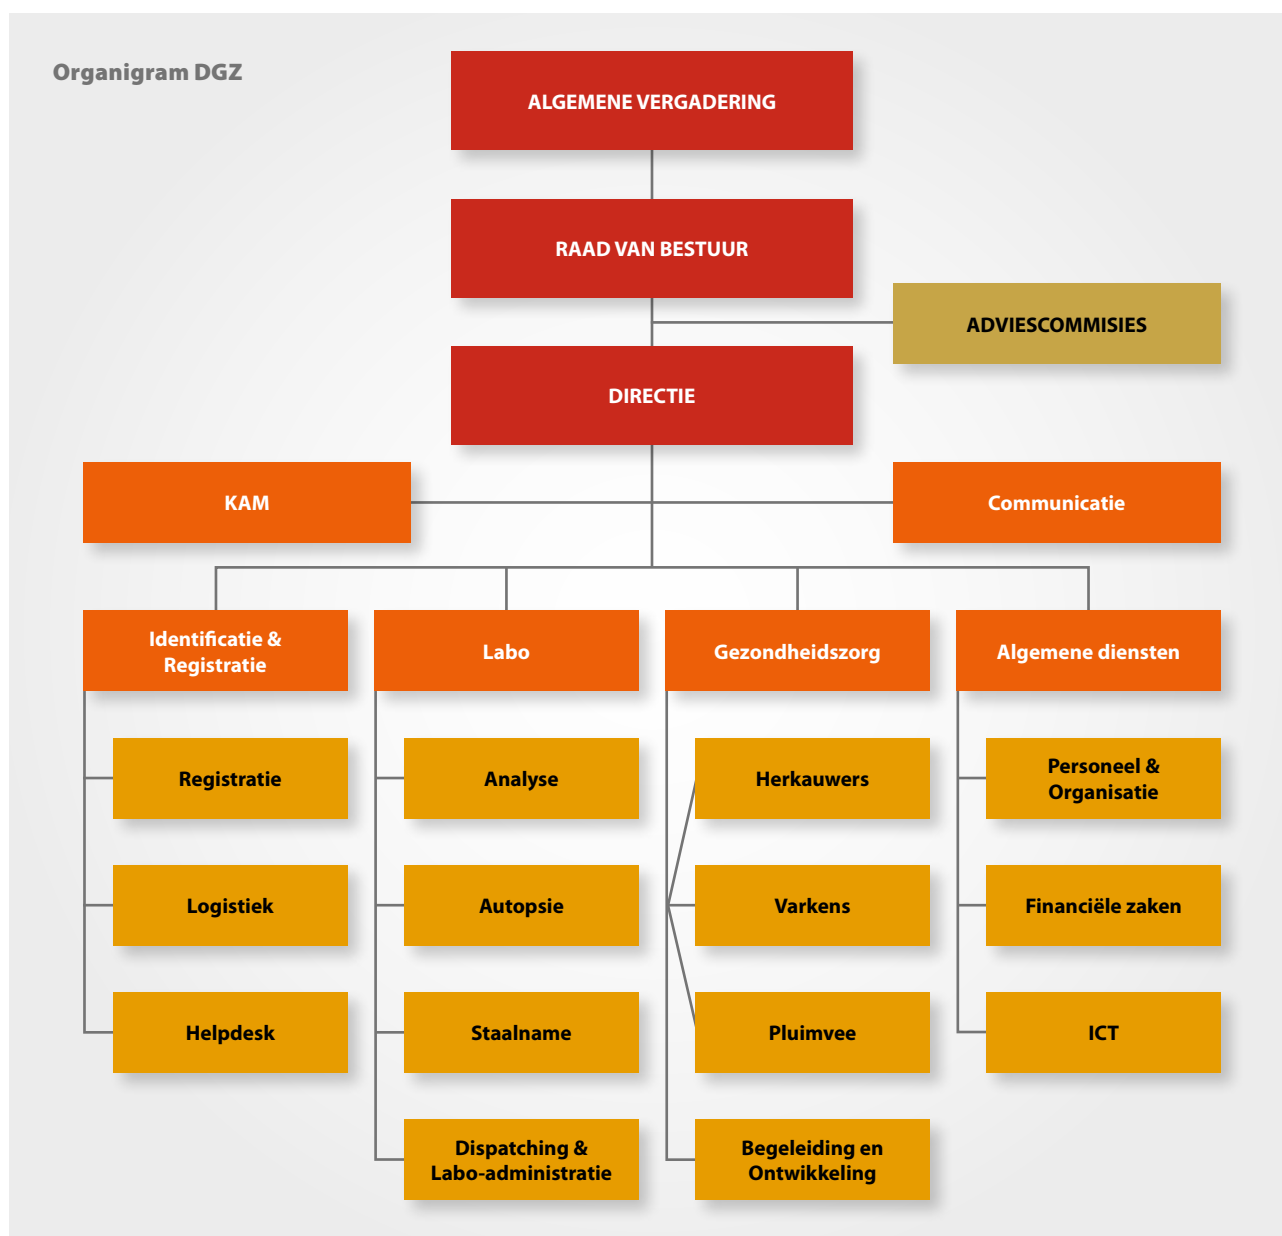 Organigram DGZ
ALGEMENE VERGADERING
RAAD VAN BESTUUR
ADVIESCOMMISIES
DIRECTIE
KAM
Communicatie
Identificatie &
Registratie
Labo
Gezondheidszorg
Algemene diensten
Registratie
Analyse
Herkauwers
Personeel &
Organisatie
Logistiek
Autopsie
Varkens
Financiële zaken
Helpdesk
Staalname
Pluimvee
ICT
Dispatching &
Labo-administratie
Begeleiding en
Ontwikkeling